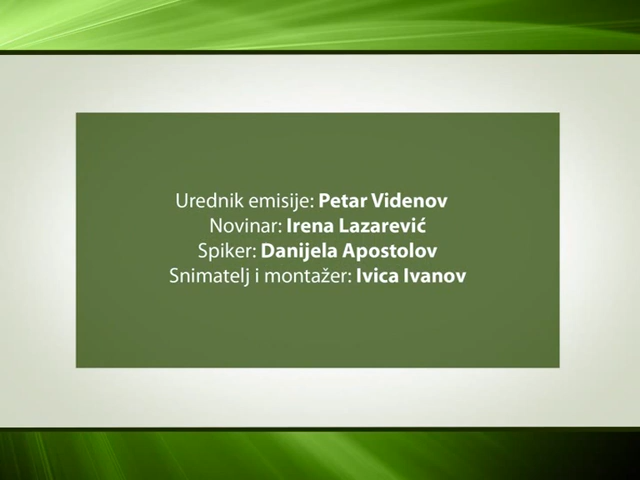 Urednik emisije: Petar Videnov
Novinar: Irena Lazarević
Spiker: Danijela Apostolov
Snimatelj i montažer: Ivica Ivanov